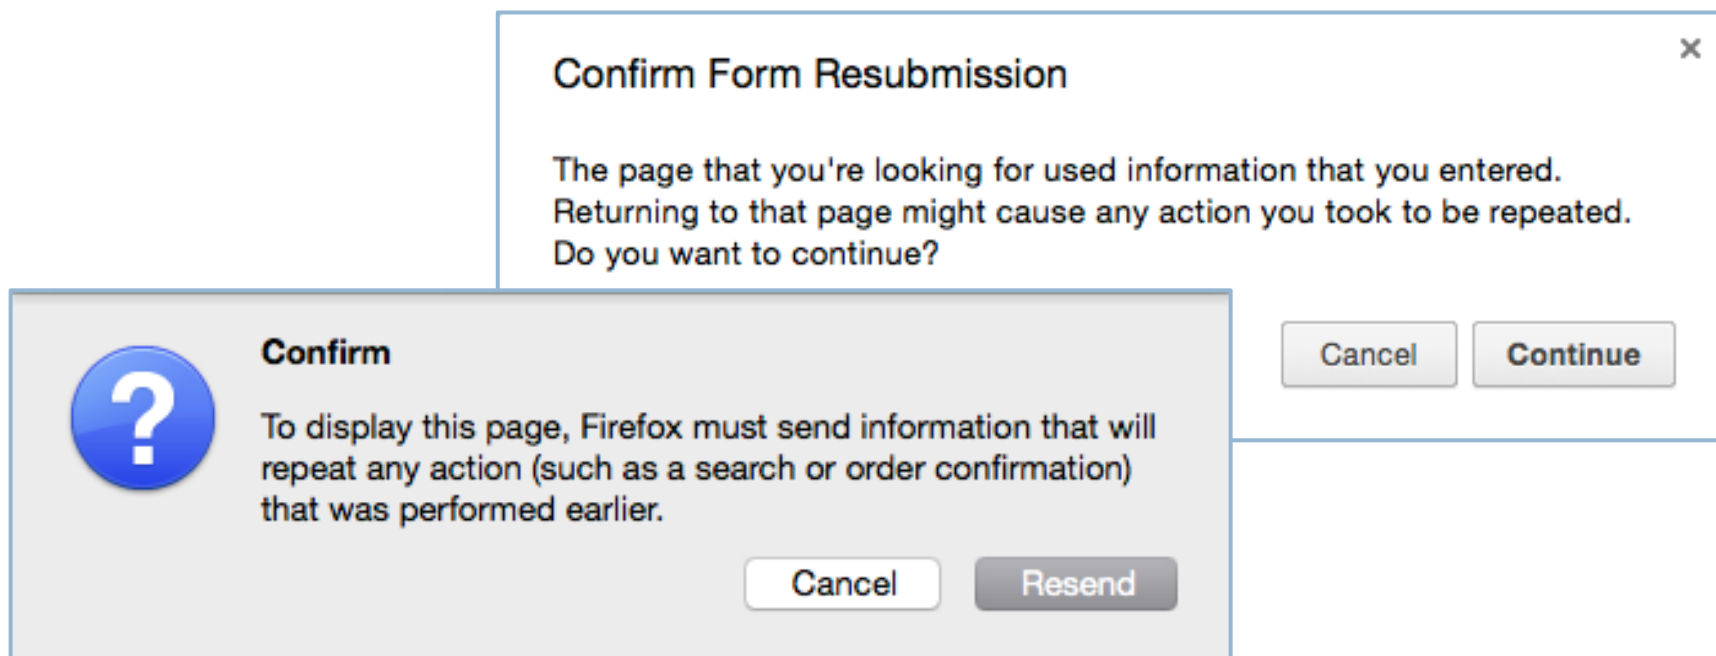 Confirm Form Resubmission
×
The page that you're looking for used information that you entered.
Returning to that page might cause any action you took to be repeated.
Do you want to continue?
Cancel
Continue
Confirm
?
To display this page, Firefox must send information that will
repeat any action (such as a search or order confirmation)
that was performed earlier.
Cancel
Resend